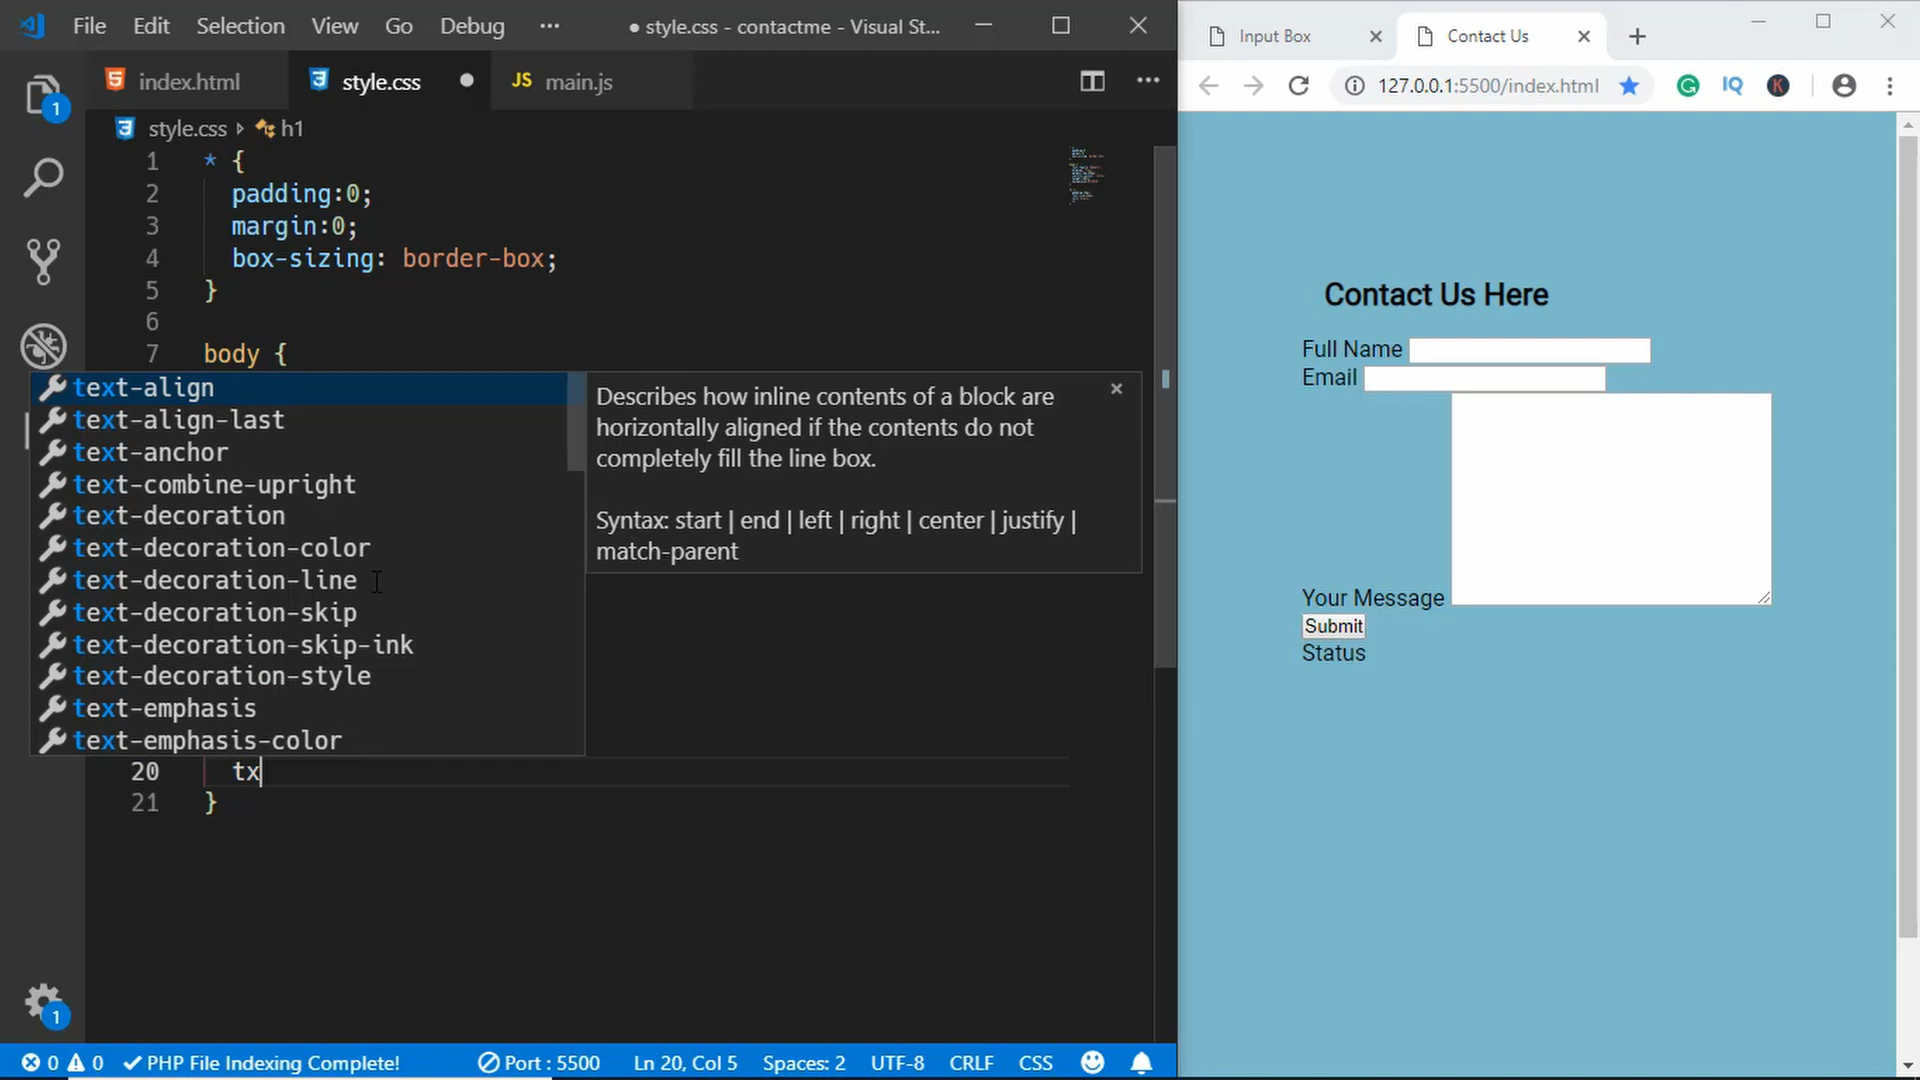 File Edit Selection View Go Debug ··· ● style.css - contactme - Visual St...
index.html style.css ● JS main.js
style.css h1
1 * {
2 padding:0;
3 margin:0;
4 box-sizing: border-box;
5 }
6
7 body {
text-align
text-align-last
text-anchor
text-combine-upright
text-decoration
text-decoration-color
text-decoration-line
text-decoration-skip
text-decoration-skip-ink
text-decoration-style
text-emphasis
text-emphasis-color
Describes how inline contents of a block are
horizontally aligned if the contents do not
completely fill the line box.
Syntax: start | end | left | right | center | justify |
match-parent
20 tx
21 }
1
1
0 0 PHP File Indexing Complete! Port : 5500 Ln 20, Col 5 Spaces: 2 UTF-8 CRLF CSS
Input Box Contact Us
127.0.0.1:5500/index.html IQ K
Contact Us Here
Full Name
Email
Your Message
Submit
Status